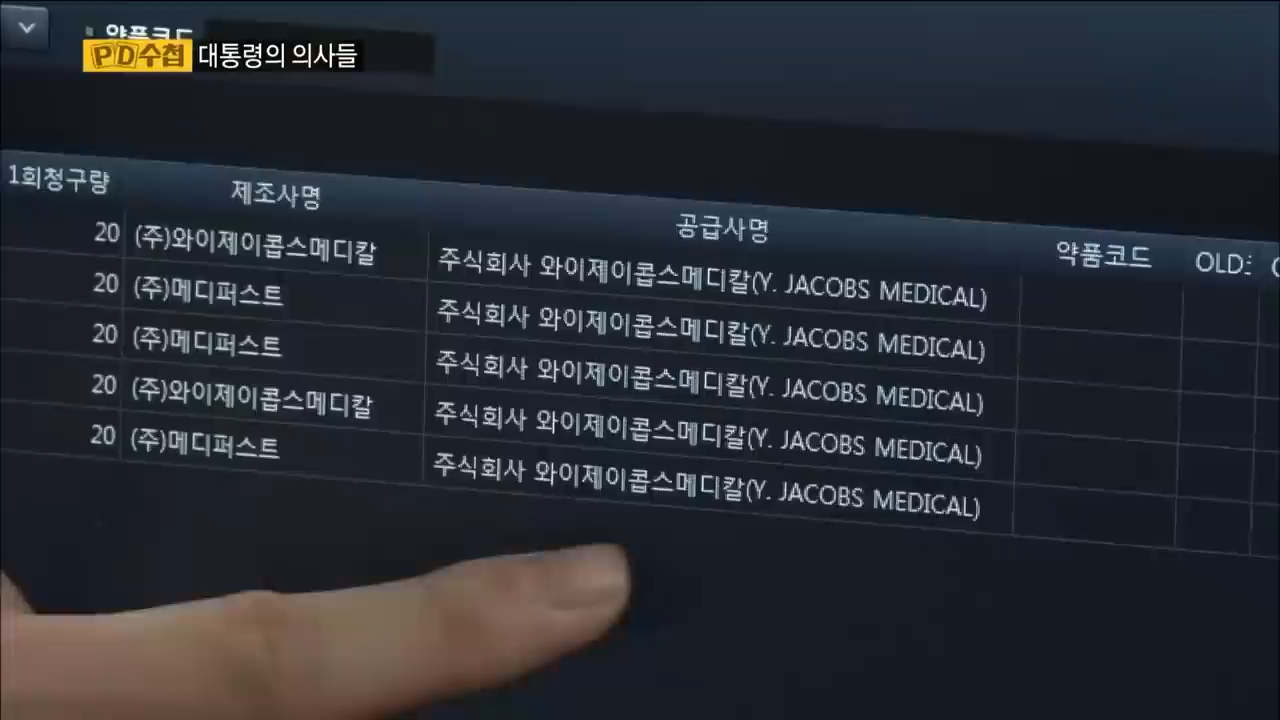 약품코드
PD수첩 대통령의 의사들
1회청구량 제조사명 공급사명 약품코드 OLD
20 (주)와이제이콥스메디칼 주식회사 와이제이콥스메디칼(Y. JACOBS MEDICAL)
20 (주)메디퍼스트 주식회사 와이제이콥스메디칼(Y. JACOBS MEDICAL)
20 (주)메디퍼스트 주식회사 와이제이콥스메디칼(Y. JACOBS MEDICAL)
20 (주)와이제이콥스메디칼 주식회사 와이제이콥스메디칼(Y. JACOBS MEDICAL)
20 (주)메디퍼스트 주식회사 와이제이콥스메디칼(Y. JACOBS MEDICAL)